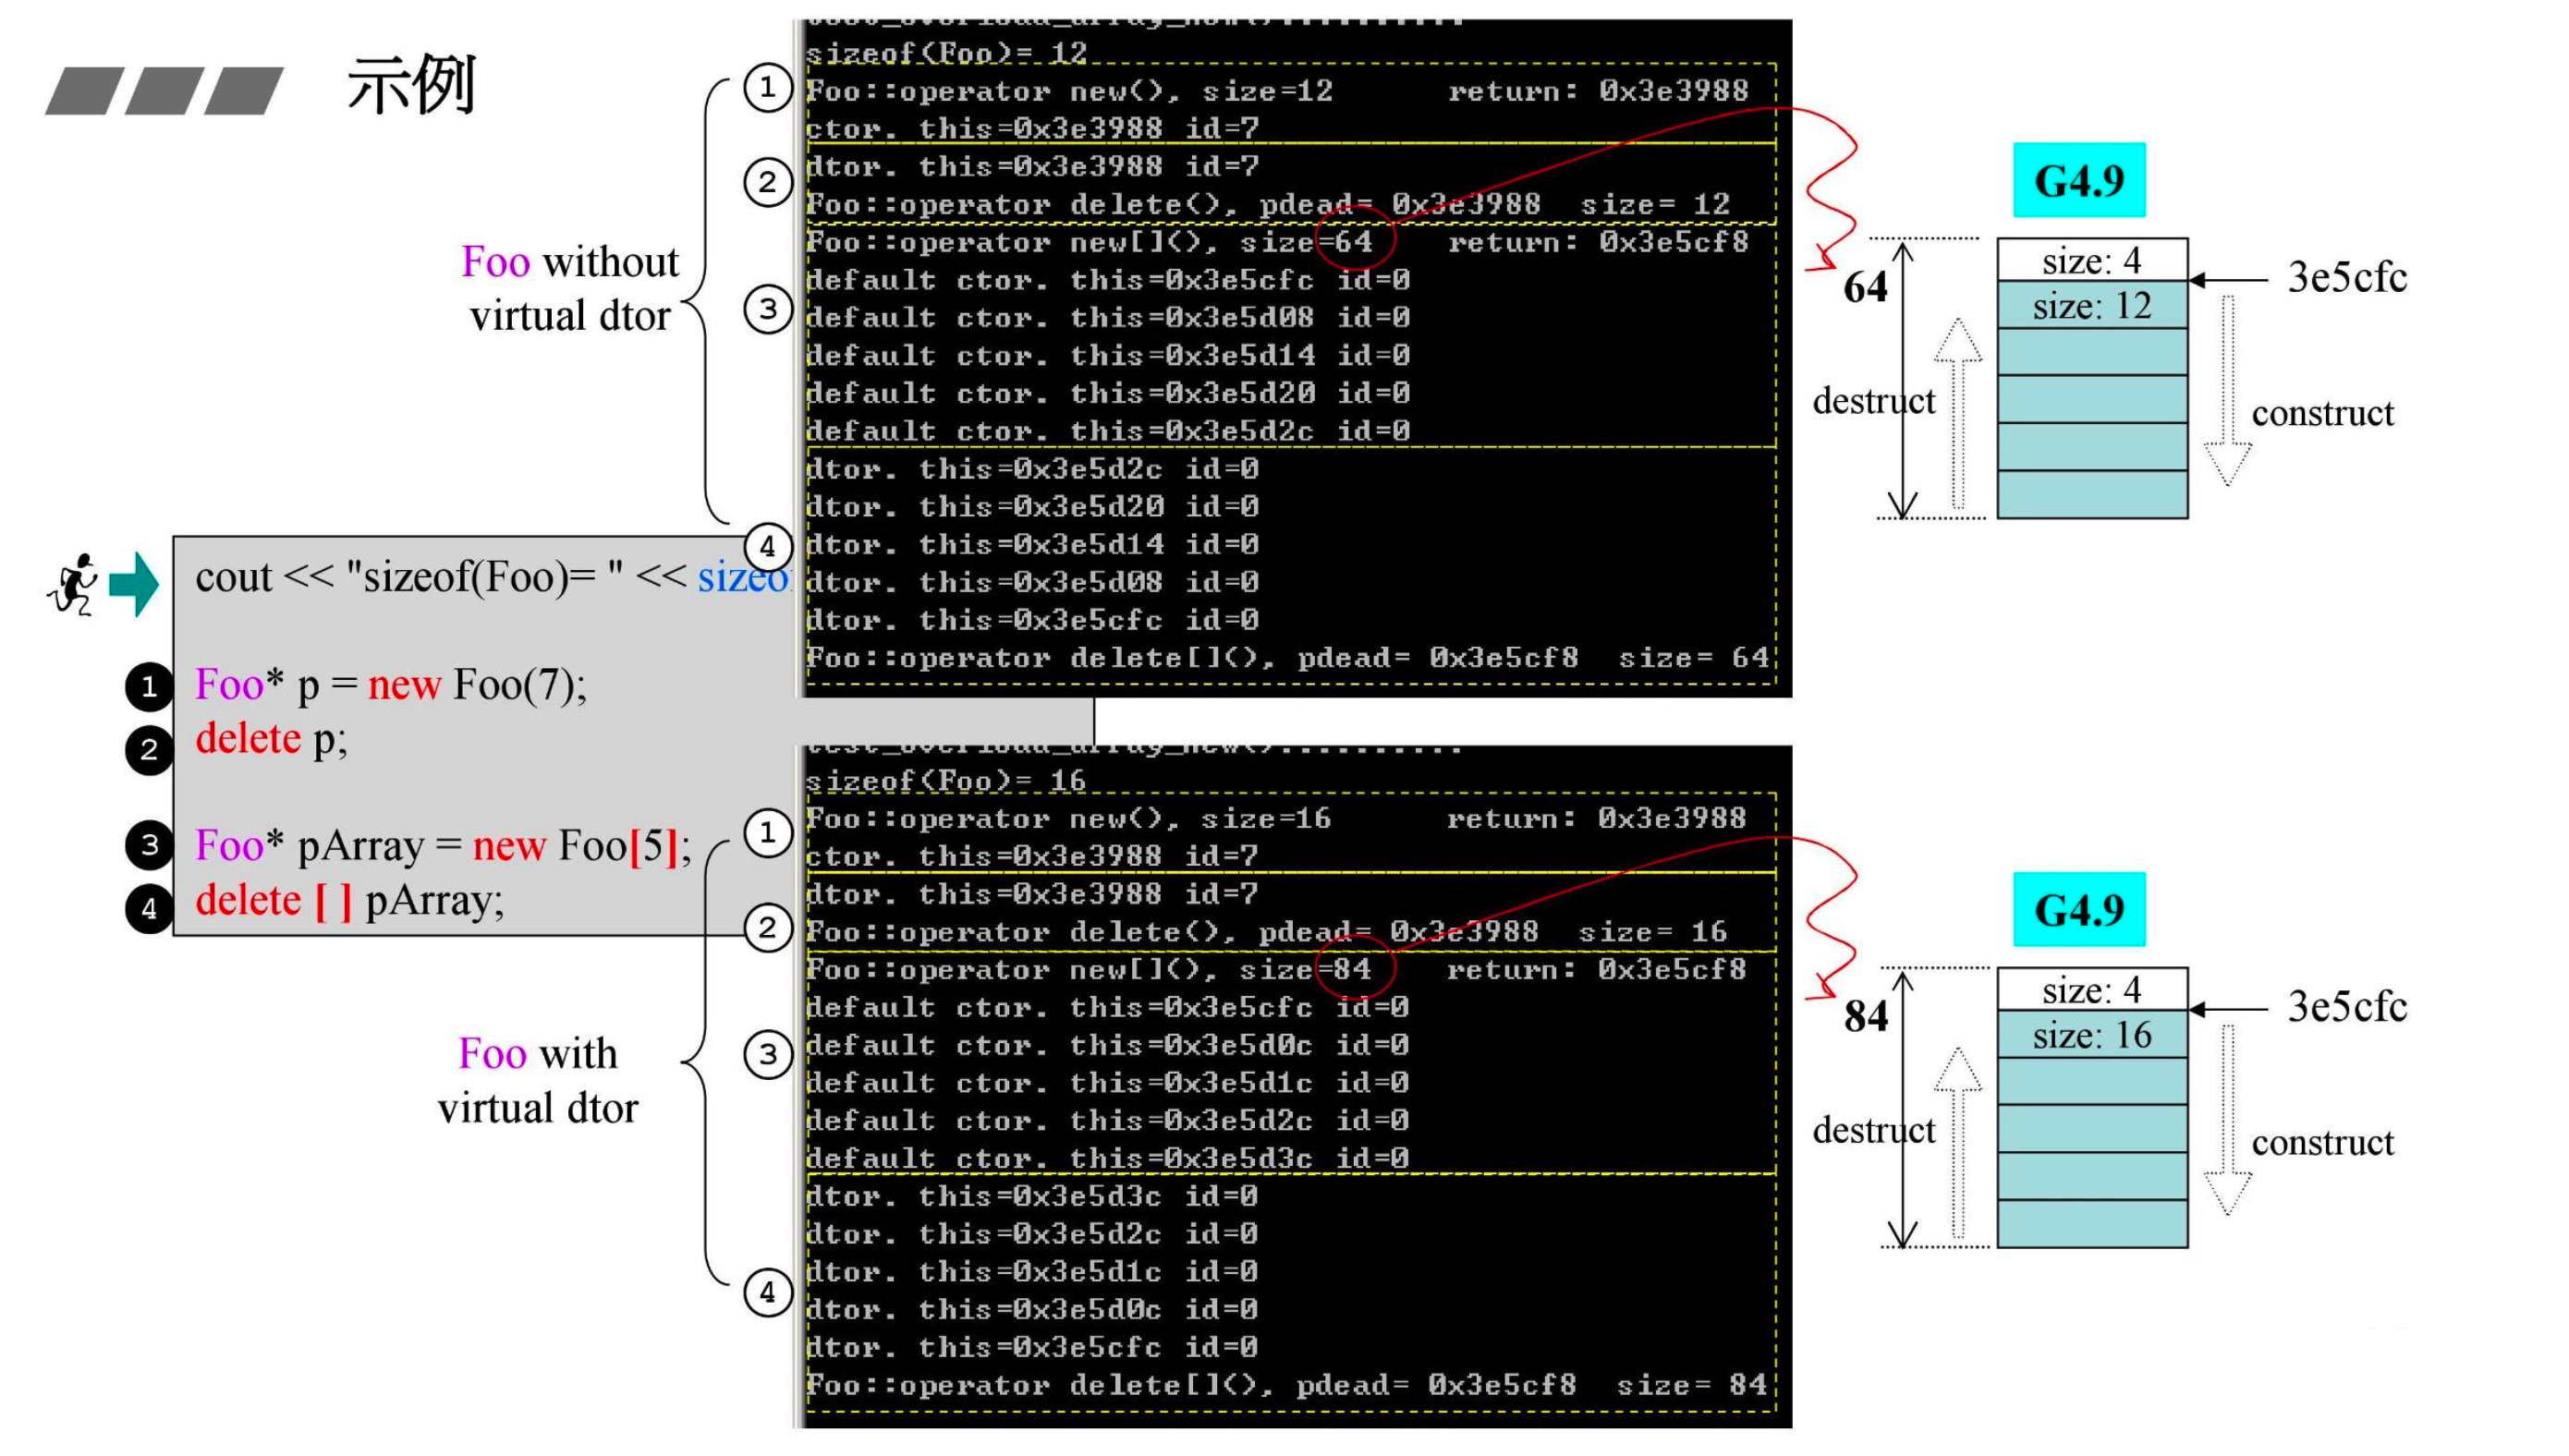 示例
sizeof(Foo)= 12
① Foo::operator new(), size=12 return: 0x3e3988
ctor. this=0x3e3988 id=7
② dtor. this=0x3e3988 id=7
Foo::operator delete(), pdead= 0x3e3988 size= 12
Foo::operator new[](), size=64 return: 0x3e5cf8
default ctor. this=0x3e5cfc id=0
③ default ctor. this=0x3e5d08 id=0
default ctor. this=0x3e5d14 id=0
default ctor. this=0x3e5d20 id=0
default ctor. this=0x3e5d2c id=0
dtor. this=0x3e5d2c id=0
dtor. this=0x3e5d20 id=0
④ dtor. this=0x3e5d14 id=0
dtor. this=0x3e5d08 id=0
dtor. this=0x3e5cfc id=0
Foo::operator delete[](), pdead= 0x3e5cf8 size= 64
Foo without
virtual dtor
G4.9
64
size: 4
3e5cfc
size: 12
destruct
construct
cout << "sizeof(Foo)= " << sizeo
❶ Foo* p = new Foo(7);
❷ delete p;
❸ Foo* pArray = new Foo[5];
❹ delete [ ] pArray;
test_overload_array_new()..........
sizeof(Foo)= 16
① Foo::operator new(), size=16 return: 0x3e3988
ctor. this=0x3e3988 id=7
dtor. this=0x3e3988 id=7
② Foo::operator delete(), pdead= 0x3e3988 size= 16
Foo::operator new[](), size=84 return: 0x3e5cf8
default ctor. this=0x3e5cfc id=0
③ default ctor. this=0x3e5d0c id=0
default ctor. this=0x3e5d1c id=0
default ctor. this=0x3e5d2c id=0
default ctor. this=0x3e5d3c id=0
dtor. this=0x3e5d3c id=0
dtor. this=0x3e5d2c id=0
④ dtor. this=0x3e5d1c id=0
dtor. this=0x3e5d0c id=0
dtor. this=0x3e5cfc id=0
Foo::operator delete[](), pdead= 0x3e5cf8 size= 84
Foo with
virtual dtor
G4.9
84
size: 4
3e5cfc
size: 16
destruct
construct